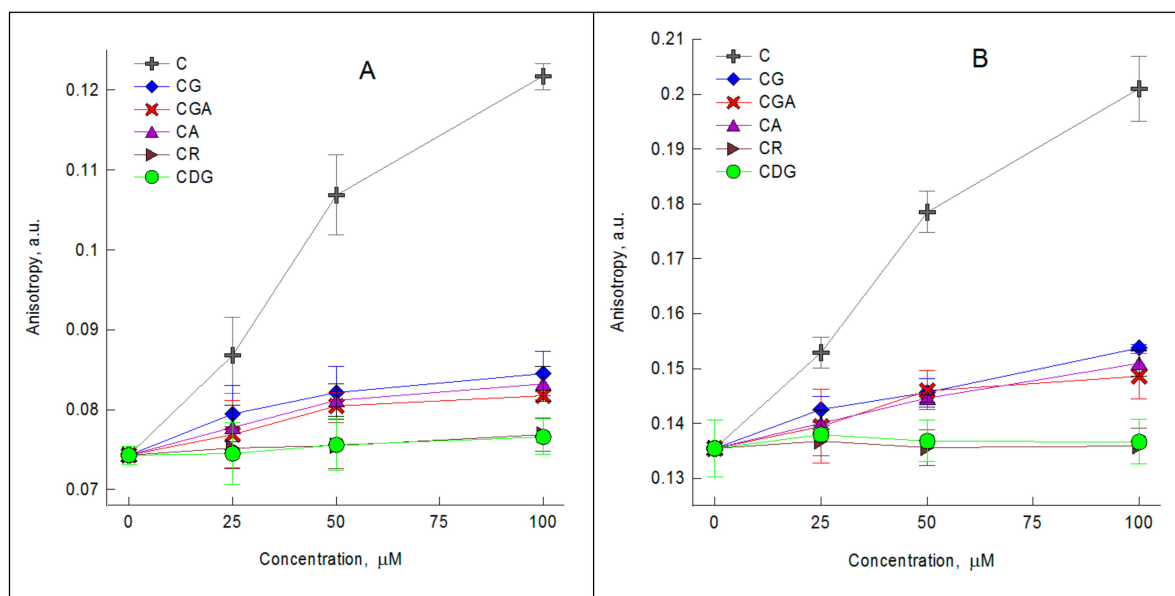 A
C
CG
CGA
CA
CR
CDG
0.12
0.11
0.1
0.09
0.08
0.07
Anisotropy, a.u.
0 25 50 75 100
Concentration, μM
B
C
CG
CGA
CA
CR
CDG
0.21
0.2
0.19
0.18
0.17
0.16
0.15
0.14
0.13
Anisotropy, a.u.
0 25 50 75 100
Concentration, μM